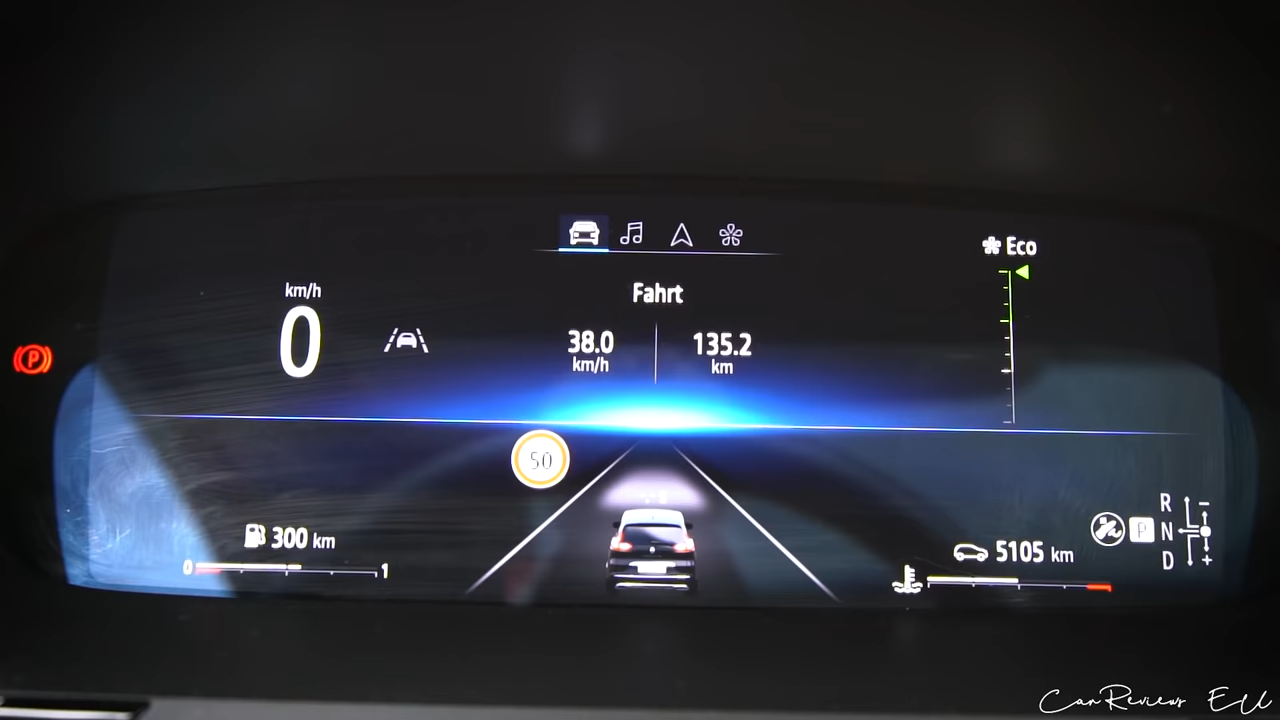 Eco
km/h
Fahrt
0
38.0
135.2
km/h
km
P
50
R
N
D
P
300 km
5105 km
0
1
CarReviews EU